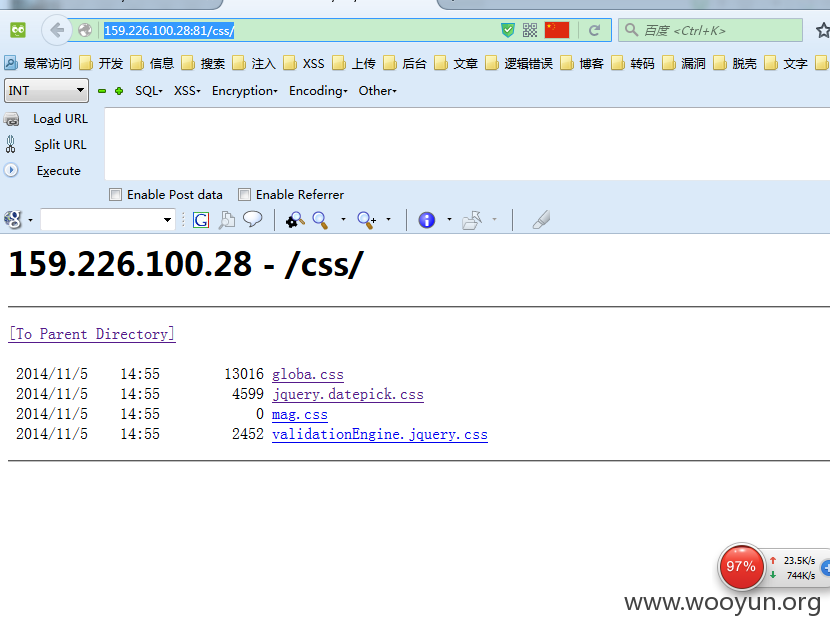 159.226.100.28:81/css/
百度 <Ctrl+K>
最常访问 开发 信息 搜索 注入 XSS 上传 后台 文章 逻辑错误 博客 转码 漏洞 脱壳 文字
INT SQL XSS Encryption Encoding Other
Load URL
Split URL
Execute
Enable Post data Enable Referrer
159.226.100.28 - /css/
[To Parent Directory]
2014/11/5 14:55 13016 globa.css
2014/11/5 14:55 4599 jquery.datepick.css
2014/11/5 14:55 0 mag.css
2014/11/5 14:55 2452 validationEngine.jquery.css
97%
23.5K/s
744K/s
www.wooyun.org